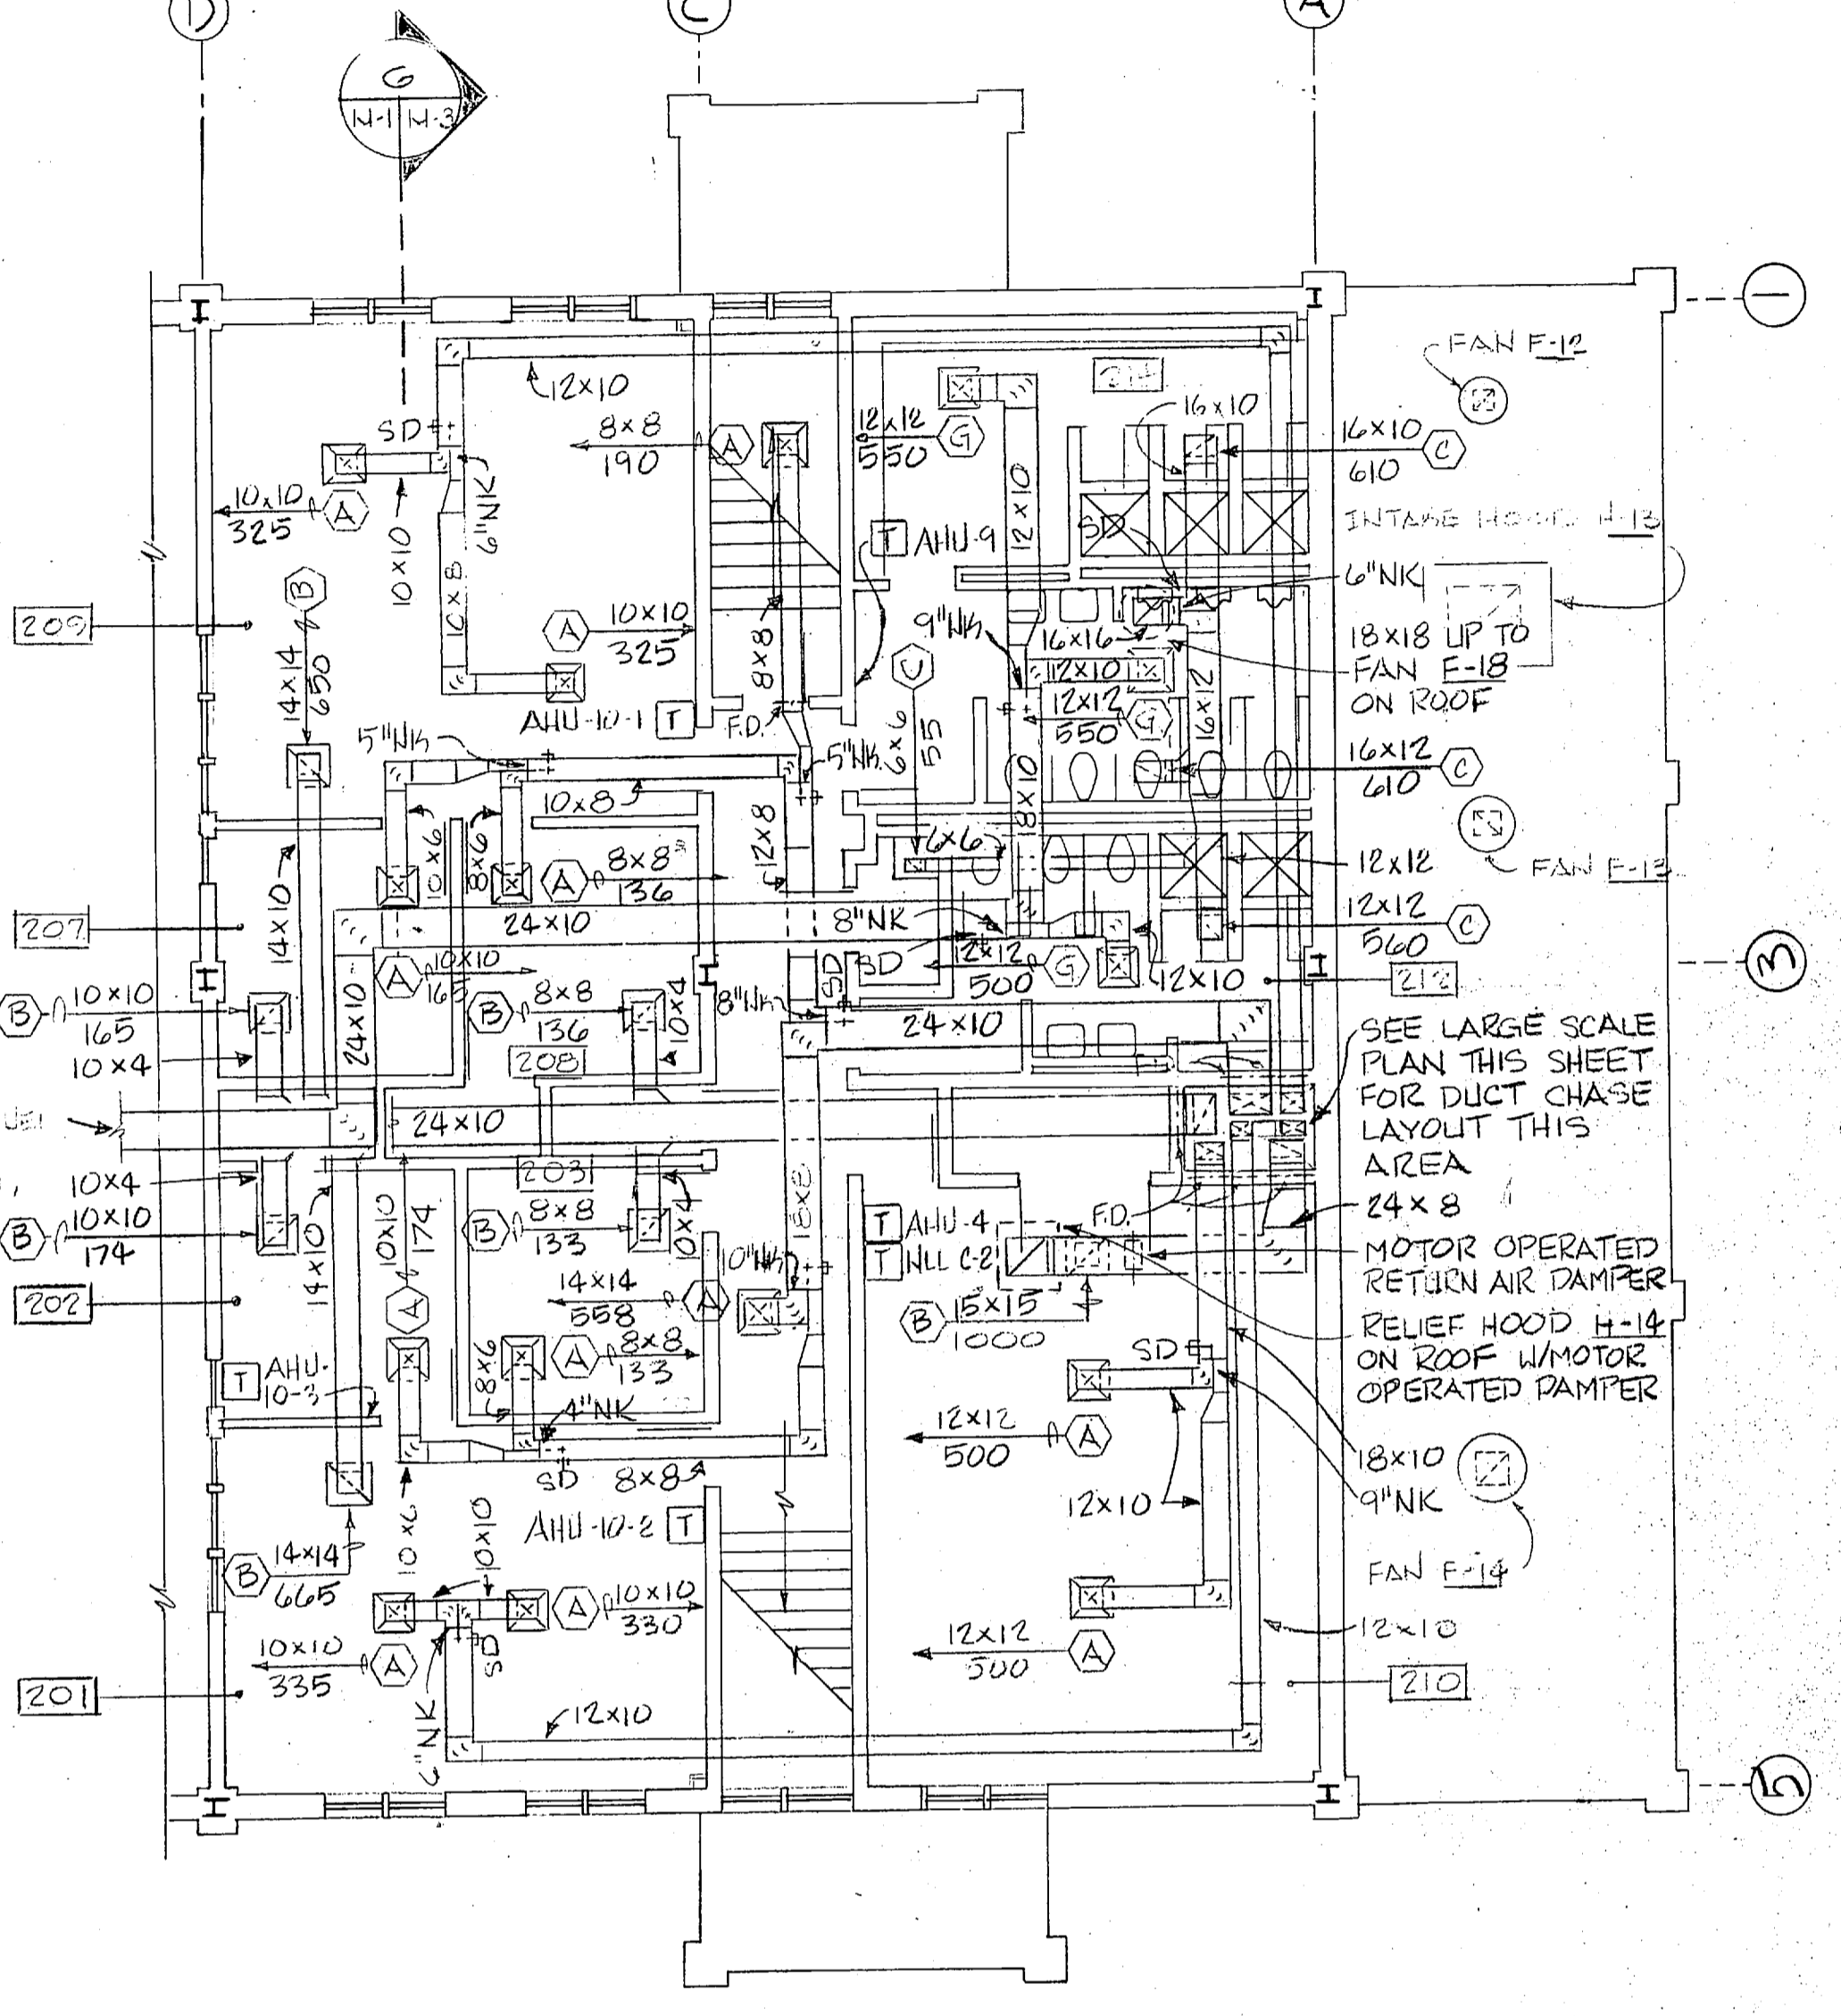 D
C
A
G
M-1
M-3
1
FAN F-12
12x10
SD
8x8
190
A
12x12
550
G
214
16x10
16x10
610
C
10x10
325
A
10x10
6"NK
10x8
12x10
T
AHU-9
SD
INTAKE HOOD H-13
6"NK
209
B
14x14
650
A
10x10
325
8x8
9"NK
16x16
12x10
18x18 UP TO
FAN F-18
ON ROOF
U
6x6
55
12x12
550
G
16x12
AHU-10-1
T
F.D.
5"NK
5"NK
16x12
610
C
10x8
18x10
10x6
8x6
A
8x8
136
12x8
6x6
12x12
FAN F-13
207
14x10
24x10
8"NK
12x12
560
C
3
A
10x10
165
SD
SD
12x12
500
G
12x10
212
B
10x10
165
10x4
24x10
B
8x8
136
208
10x4
8"NK
24x10
SEE LARGE SCALE
PLAN THIS SHEET
FOR DUCT CHASE
LAYOUT THIS
AREA
24x10
10x4
B
10x10
174
14x10
10x10
174
A
203
B
8x8
133
10x4
18x8
T
AHU-4
T
NLL C-2
F.D.
24x8
MOTOR OPERATED
RETURN AIR DAMPER
202
14x14
558
A
10"NK
B
15x15
1000
RELIEF HOOD H-14
ON ROOF W/MOTOR
OPERATED DAMPER
T
AHU-
10-3
8x6
A
8x8
133
SD
4"NK
12x12
500
A
SD
8x8
18x10
9"NK
12x10
10x6
10x10
AHU-10-2
T
FAN F-14
B
14x14
665
A
10x10
330
12x10
10x10
335
A
SD
12x12
500
A
201
6"NK
12x10
210
5